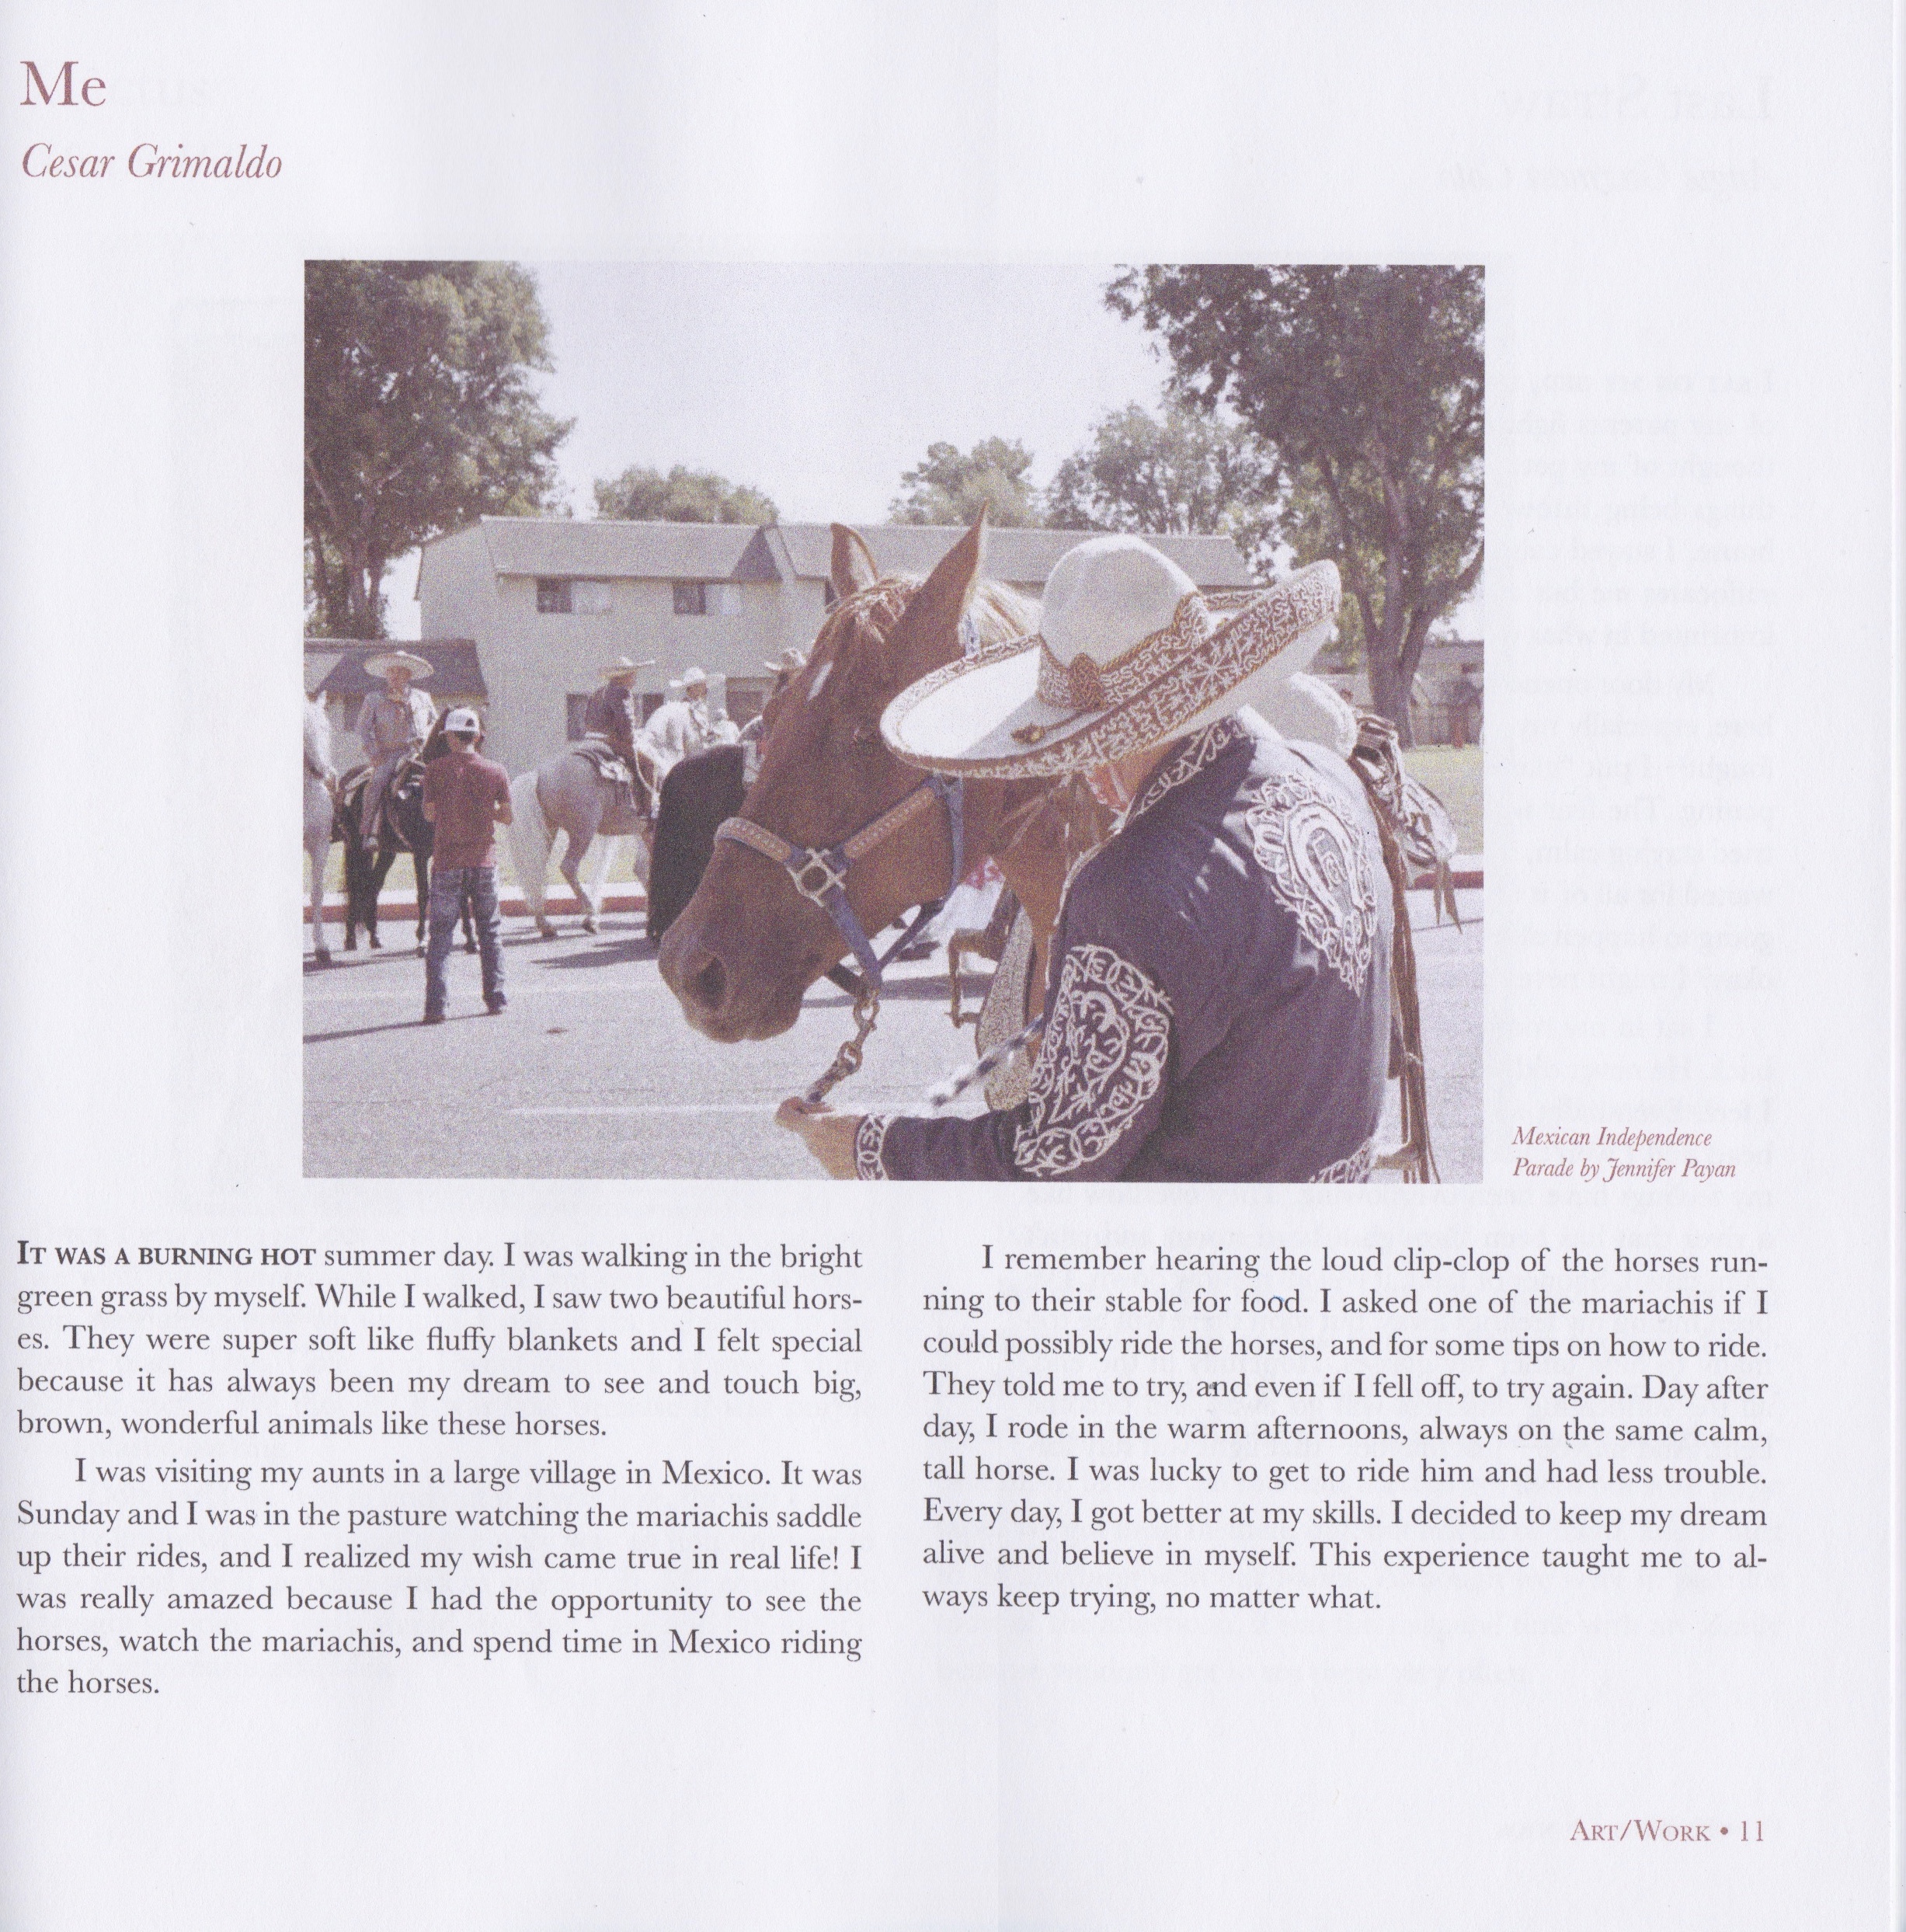 Me
Cesar Grimaldo
Mexican Independence
Parade by Jennifer Payan
IT WAS A BURNING HOT summer day. I was walking in the bright
green grass by myself. While I walked, I saw two beautiful hors-
es. They were super soft like fluffy blankets and I felt special
because it has always been my dream to see and touch big,
brown, wonderful animals like these horses.
I was visiting my aunts in a large village in Mexico. It was
Sunday and I was in the pasture watching the mariachis saddle
up their rides, and I realized my wish came true in real life! I
was really amazed because I had the opportunity to see the
horses, watch the mariachis, and spend time in Mexico riding
the horses.
I remember hearing the loud clip-clop of the horses run-
ning to their stable for food. I asked one of the mariachis if I
could possibly ride the horses, and for some tips on how to ride.
They told me to try, and even if I fell off, to try again. Day after
day, I rode in the warm afternoons, always on the same calm,
tall horse. I was lucky to get to ride him and had less trouble.
Every day, I got better at my skills. I decided to keep my dream
alive and believe in myself. This experience taught me to al-
ways keep trying, no matter what.
ART/WORK • 11